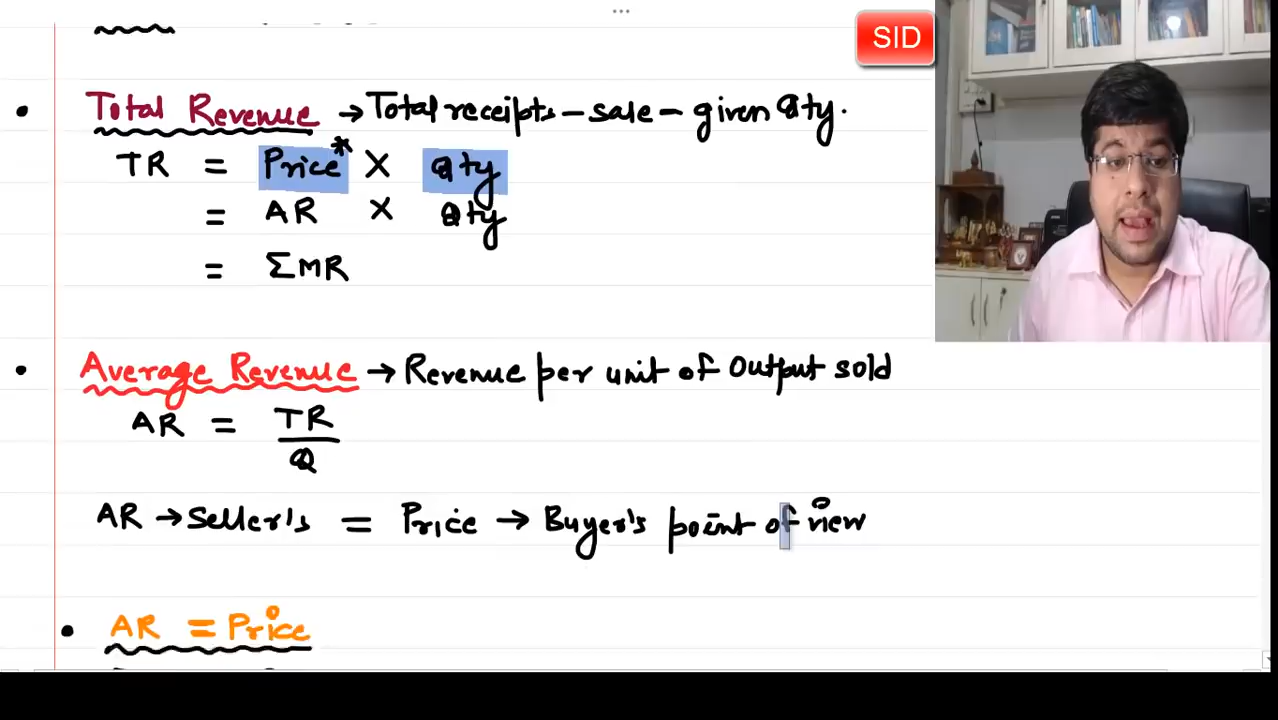 SID
• Total Revenue → Total receipts – sale – given Qty.
TR = Price* X Qty
= AR X Qty
= ΣMR
• Average Revenue → Revenue per unit of Output sold
AR = TR
Q
AR → Seller's = Price → Buyer's point of view
• AR = Price